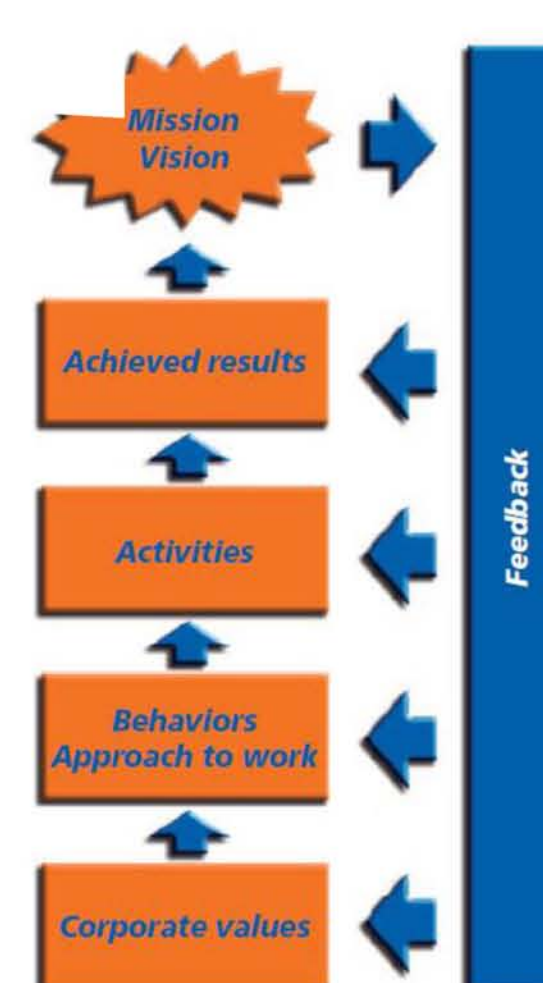 Mission
Vision
Achieved results
Activities
Behaviors
Approach to work
Corporate values
Feedback